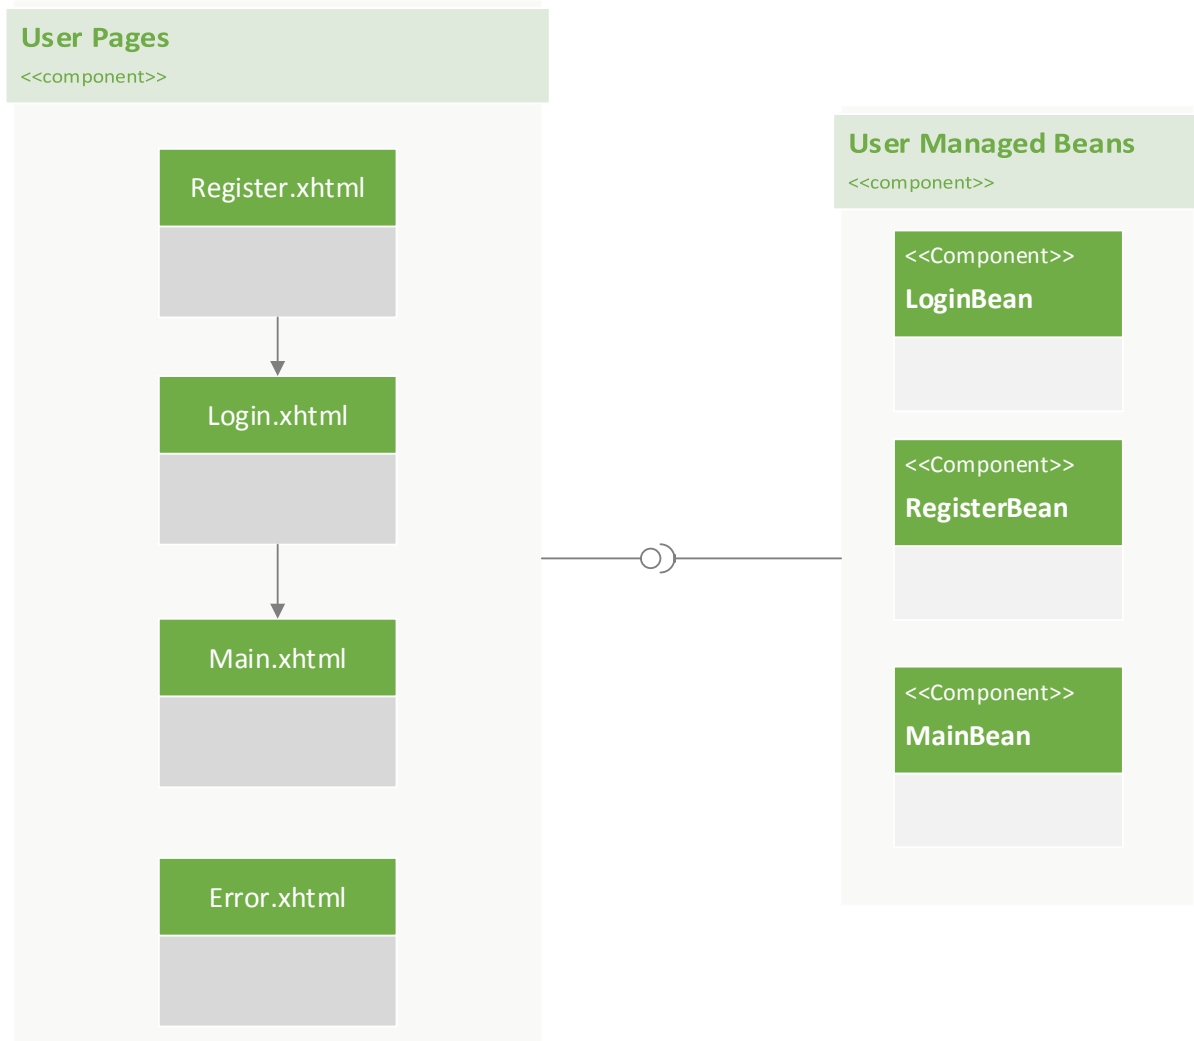 User Pages
<<component>>
Register.xhtml
Login.xhtml
Main.xhtml
Error.xhtml
User Managed Beans
<<component>>
<<Component>>
LoginBean
<<Component>>
RegisterBean
<<Component>>
MainBean